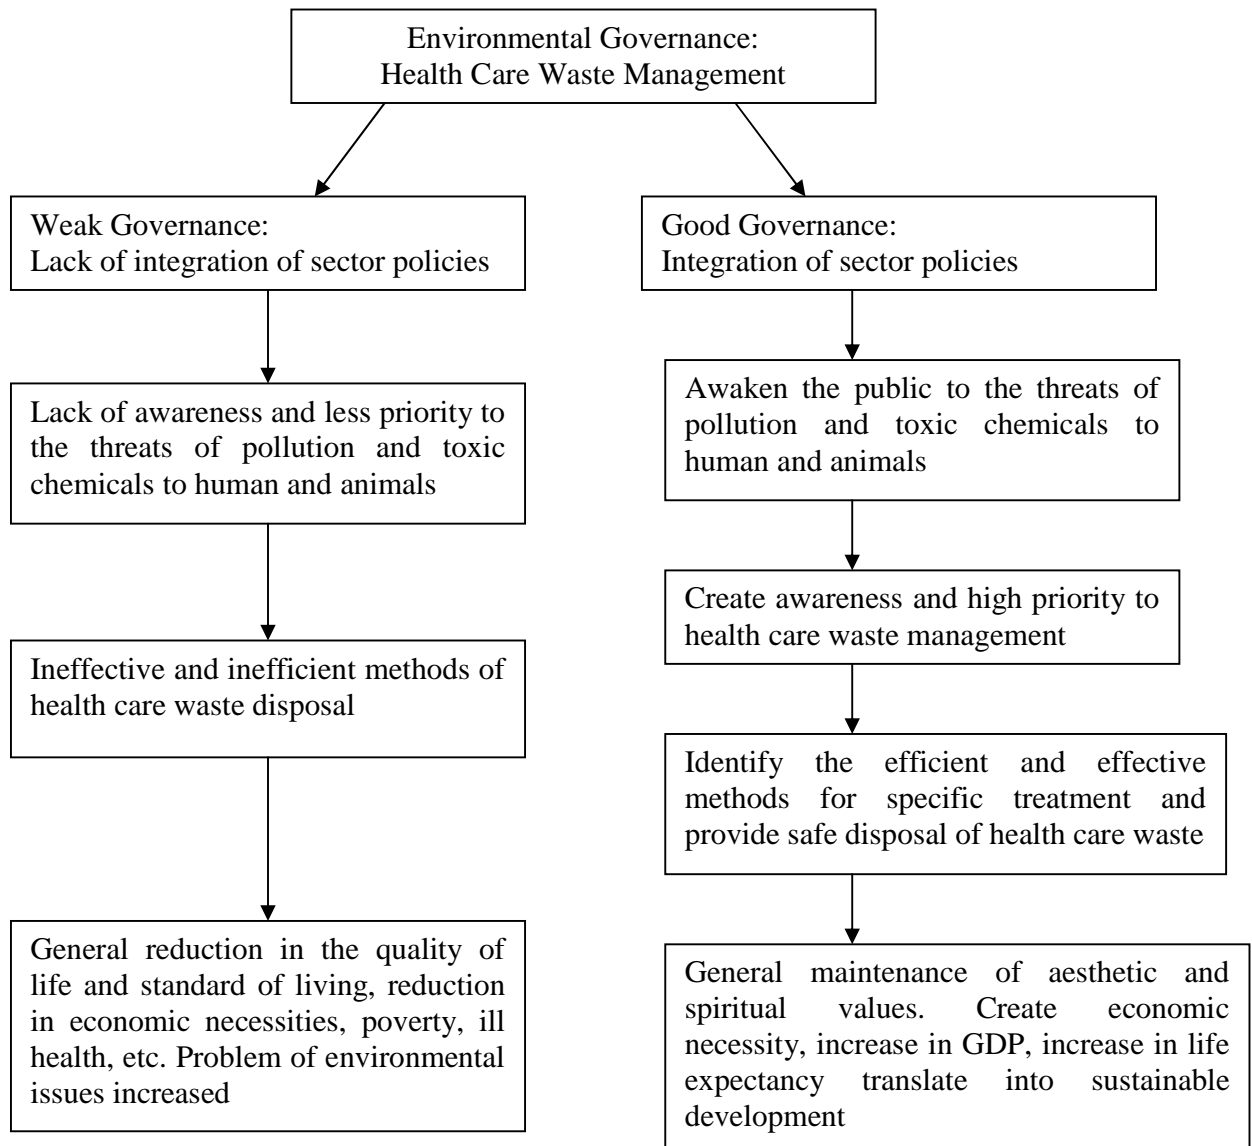 Environmental Governance:
Health Care Waste Management
Weak Governance:
Lack of integration of sector policies
Good Governance:
Integration of sector policies
Lack of awareness and less priority to
the threats of pollution and toxic
chemicals to human and animals
Awaken the public to the threats of
pollution and toxic chemicals to
human and animals
Create awareness and high priority to
health care waste management
Ineffective and inefficient methods of
health care waste disposal
Identify the efficient and effective
methods for specific treatment and
provide safe disposal of health care waste
General reduction in the quality of
life and standard of living, reduction
in economic necessities, poverty, ill
health, etc. Problem of environmental
issues increased
General maintenance of aesthetic and
spiritual values. Create economic
necessity, increase in GDP, increase in life
expectancy translate into sustainable
development